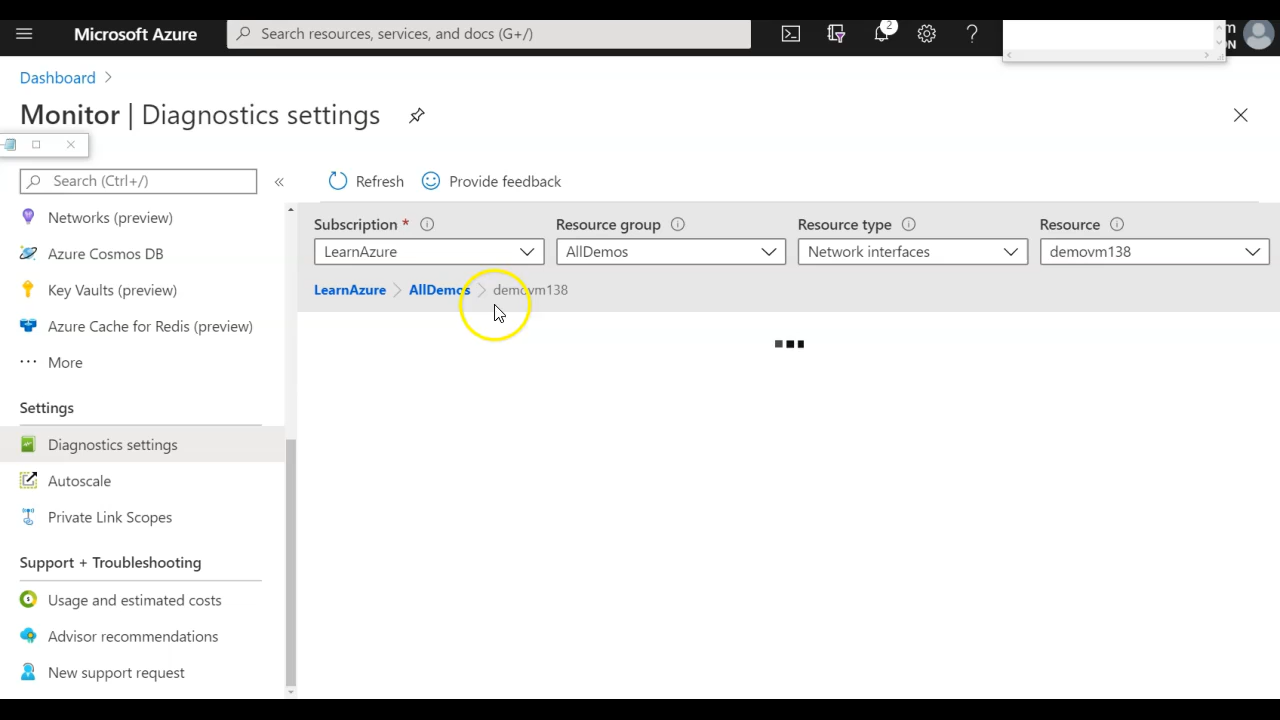 Microsoft Azure
Search resources, services, and docs (G+/)
2
Dashboard >
Monitor | Diagnostics settings
Search (Ctrl+/)
«
Refresh
Provide feedback
Networks (preview)
Azure Cosmos DB
Key Vaults (preview)
Azure Cache for Redis (preview)
More
Settings
Diagnostics settings
Autoscale
Private Link Scopes
Support + Troubleshooting
Usage and estimated costs
Advisor recommendations
New support request
Subscription *
Resource group
Resource type
Resource
LearnAzure
AllDemos
Network interfaces
demovm138
LearnAzure > AllDemos > demovm138